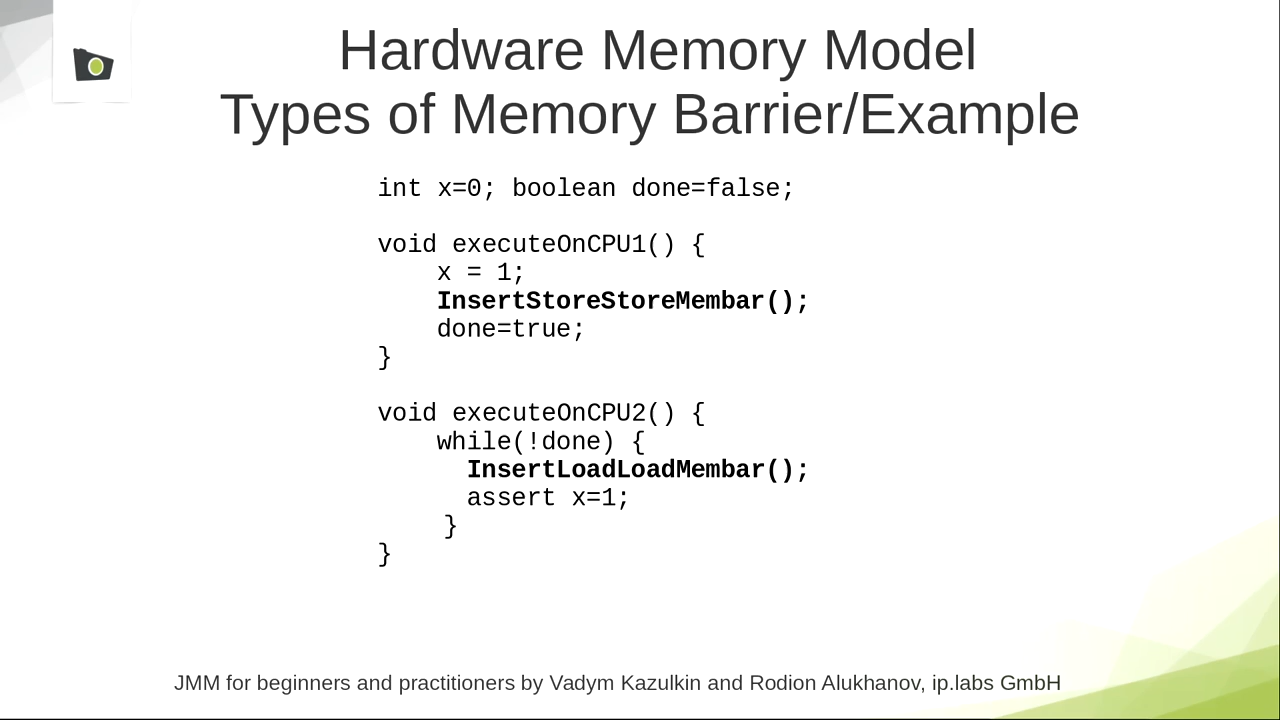 Hardware Memory Model
Types of Memory Barrier/Example
int x=0; boolean done=false;
void executeOnCPU1() {
    x = 1;
    InsertStoreStoreMembar();
    done=true;
}
void executeOnCPU2() {
    while(!done) {
      InsertLoadLoadMembar();
      assert x=1;
    }
}
JMM for beginners and practitioners by Vadym Kazulkin and Rodion Alukhanov, ip.labs GmbH